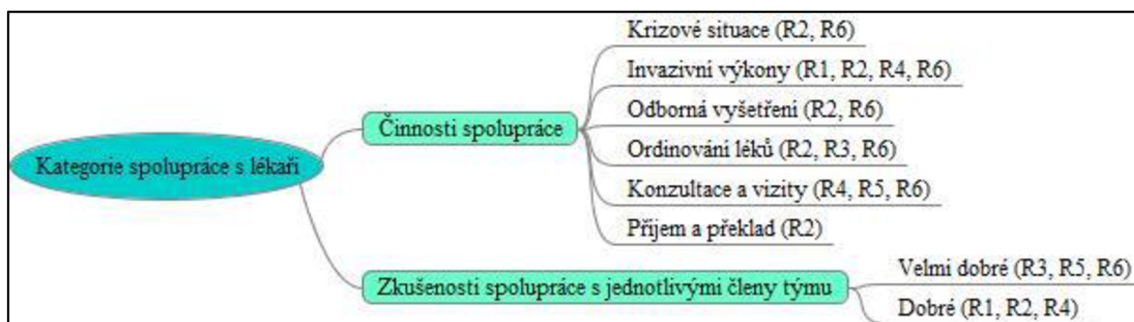 Kategorie spolupráce s lékaři
Činnosti spolupráce
Krizové situace (R2, R6)
Invazivní výkony (R1, R2, R4, R6)
Odborná vyšetření (R2, R6)
Ordinování léků (R2, R3, R6)
Konzultace a vizity (R4, R5, R6)
Příjem a překlad (R2)
Zkušenosti spolupráce s jednotlivými členy týmu
Velmi dobré (R3, R5, R6)
Dobré (R1, R2, R4)